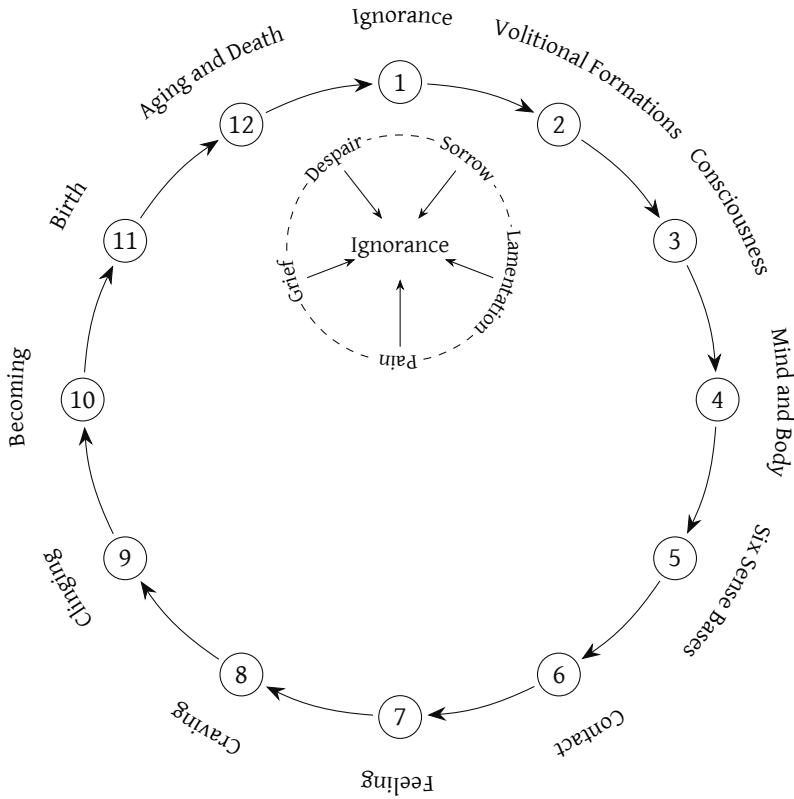 Ignorance
1
Volitional Formations
2
Consciousness
3
Mind and Body
4
Six Sense Bases
5
Contact
6
Feeling
7
Craving
8
Clinging
9
Becoming
10
Birth
11
Aging and Death
12
Despair
Sorrow
Ignorance
Grief
Lamentation
Pain